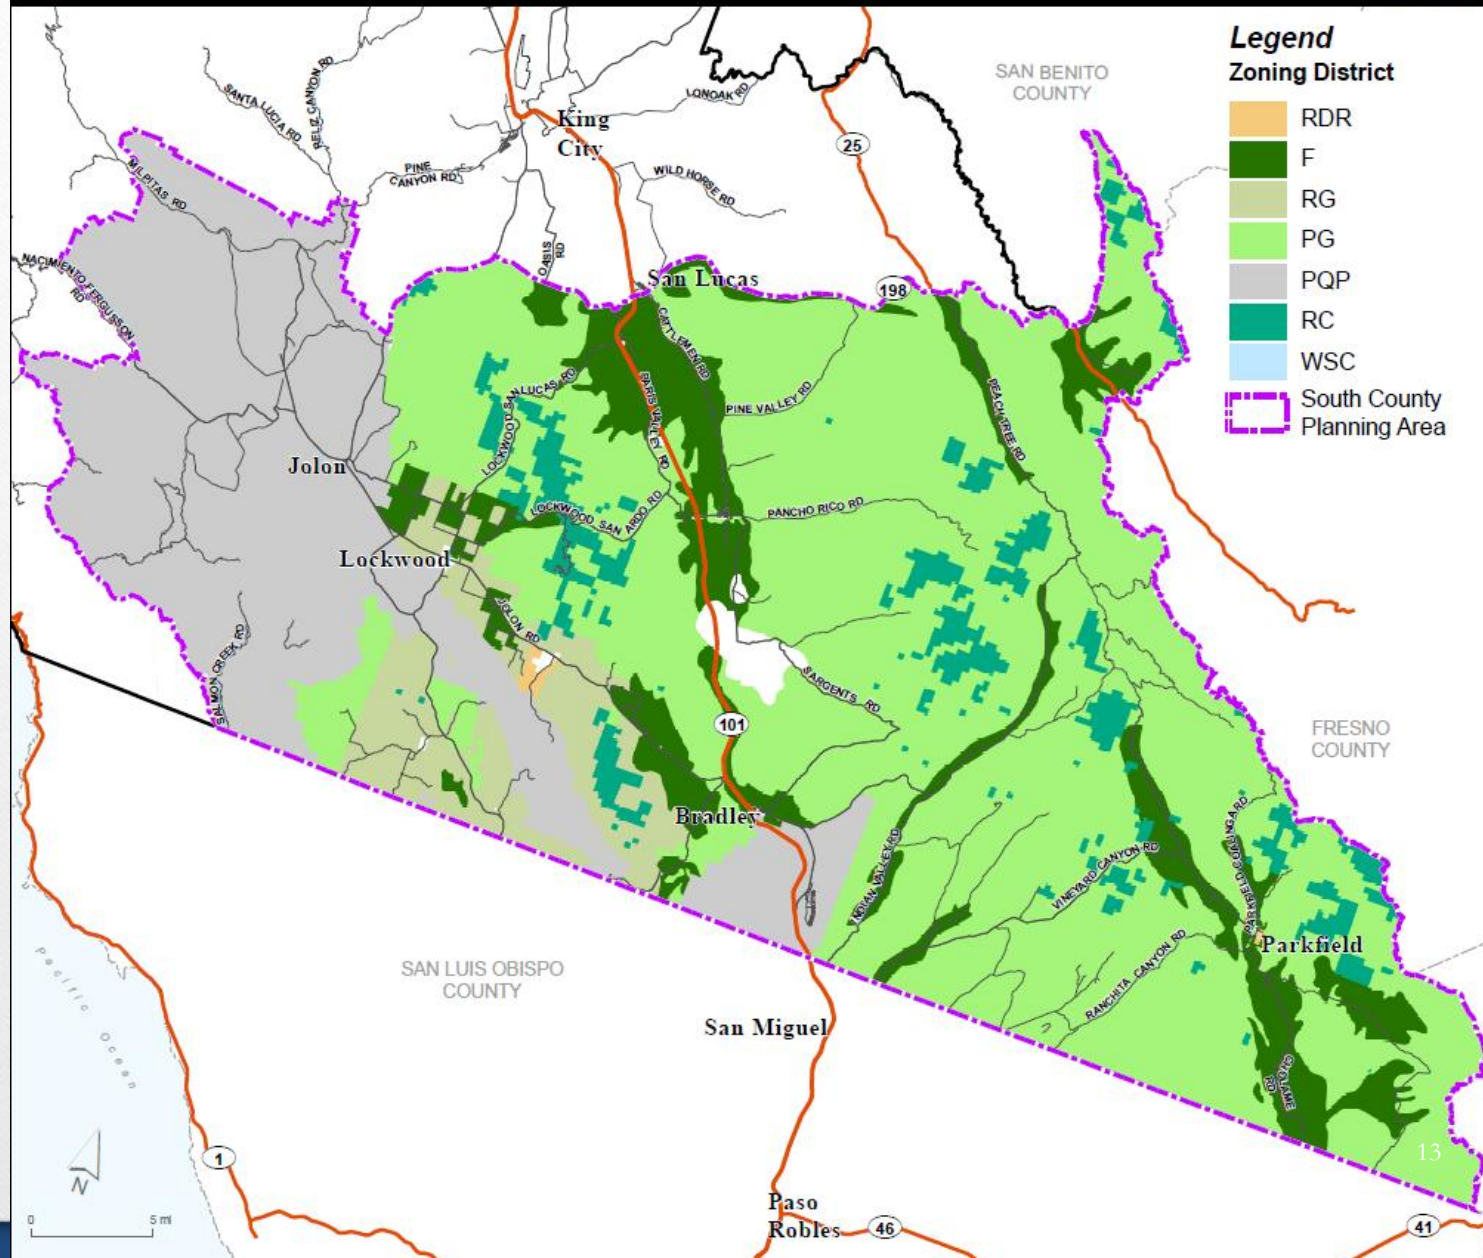 Legend
Zoning District
RDR
F
RG
PG
PQP
RC
WSC
South County
Planning Area
SAN BENITO
COUNTY
SANTA LUCIA RD
RELIZ CANYON RD
LONOAK RD
King
City
25
PINE
CANYON RD
WILD HORSE RD
MILPITAS RD
OASIS
RD
NACIMIENTO FERGUSSON
RD
San Lucas
198
CATTLEMEN RD
LOCKWOOD SAN LUCAS RD
PARIS VALLEY RD
PINE VALLEY RD
PEACH TREE RD
Jolon
LOCKWOOD SAN ARDO RD
PANCHO RICO RD
Lockwood
JOLON RD
SALMON CREEK RD
SARGENTS RD
101
FRESNO
COUNTY
Bradley
INDIAN VALLEY RD
VINEYARD CANYON RD
PARKFIELD COALINGA RD
Parkfield
RANCHITA CANYON RD
SAN LUIS OBISPO
COUNTY
San Miguel
Pacific Ocean
CHOLAME
RD
13
1
N
0 5 mi
Paso
Robles
46
41